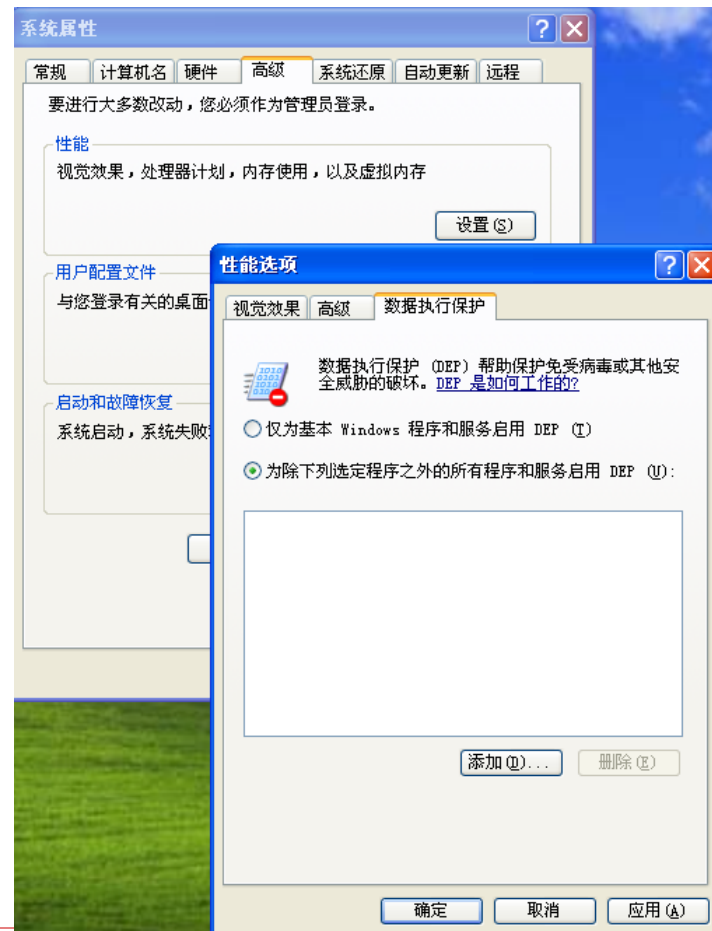 系统属性
常规 计算机名 硬件 高级 系统还原 自动更新 远程
要进行大多数改动，您必须作为管理员登录。
性能
视觉效果，处理器计划，内存使用，以及虚拟内存
设置(S)
用户配置文件
与您登录有关的桌面
启动和故障恢复
系统启动，系统失败
性能选项
视觉效果 高级 数据执行保护
数据执行保护 (DEP) 帮助保护免受病毒或其他安
全威胁的破坏。DEP 是如何工作的?
仅为基本 Windows 程序和服务启用 DEP (T)
为除下列选定程序之外的所有程序和服务启用 DEP (U):
添加(D)... 删除(E)
确定 取消 应用(A)